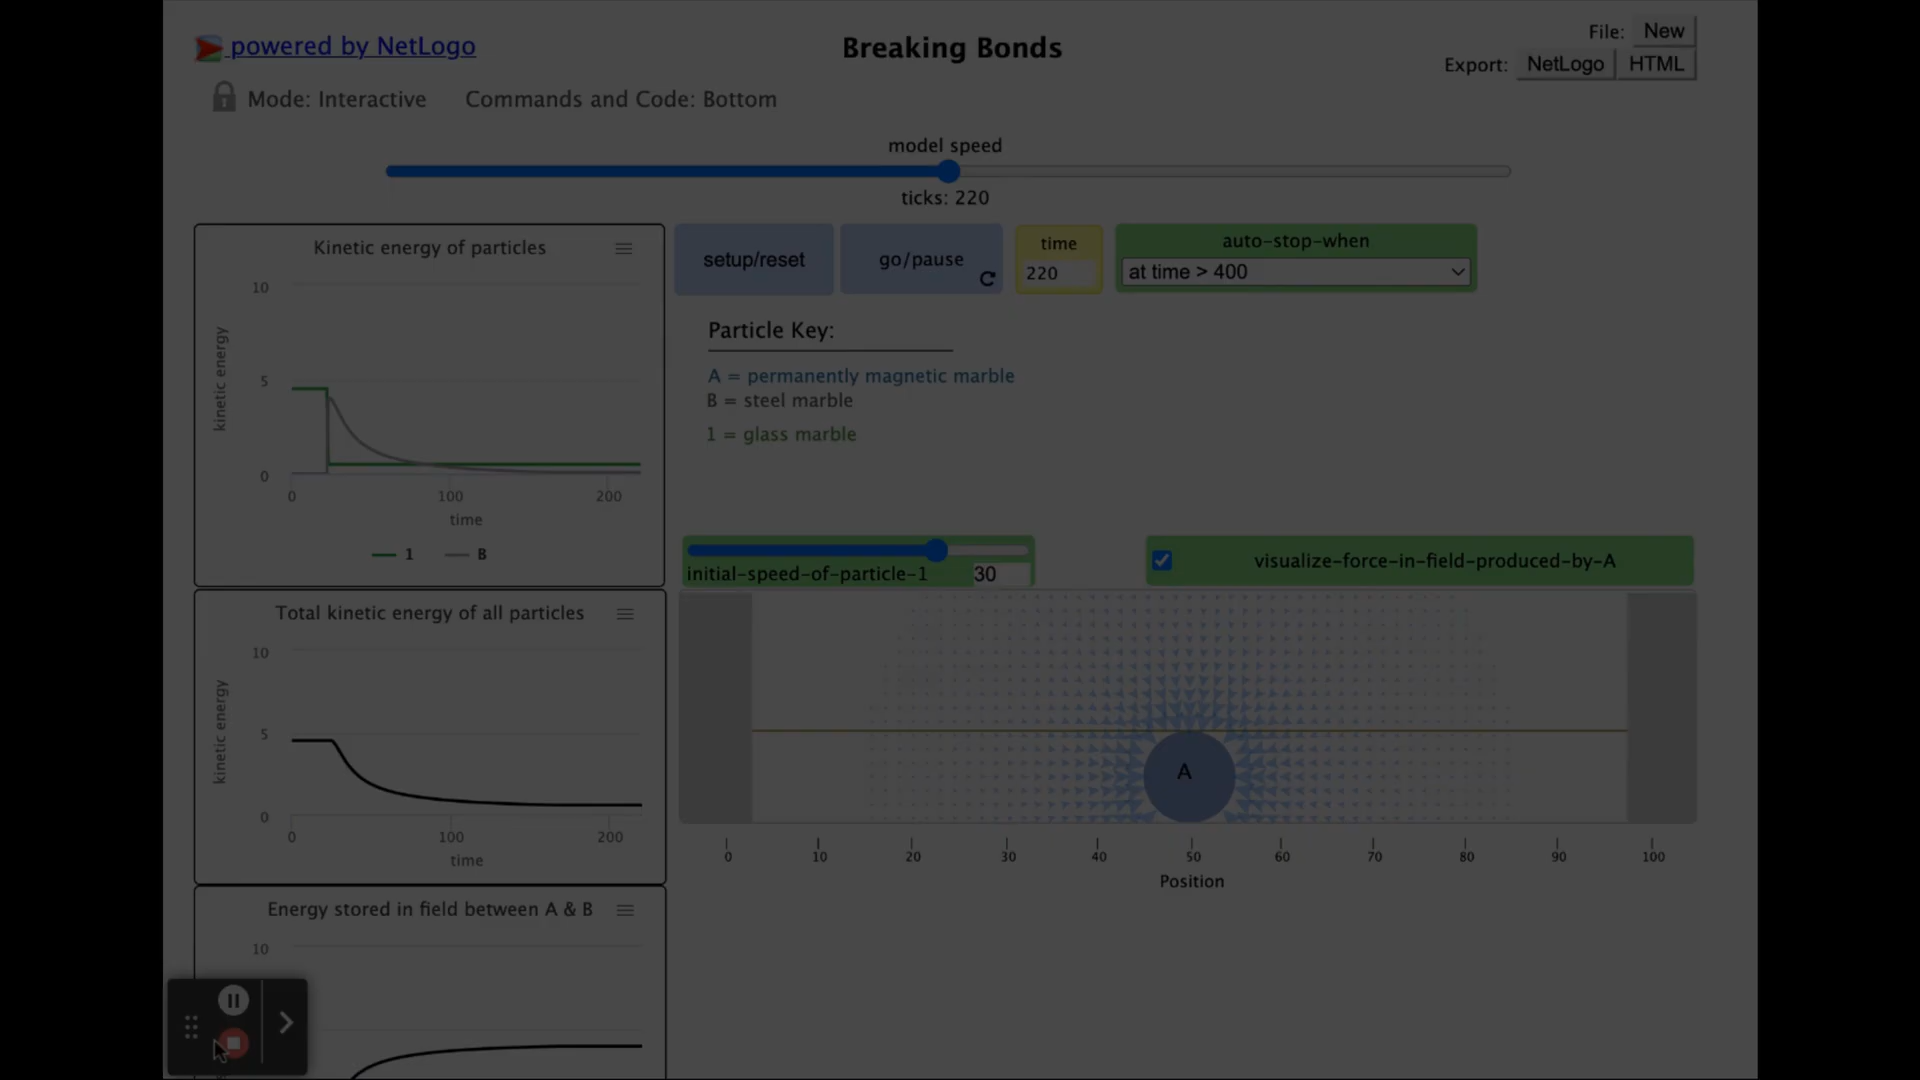 powered by NetLogo
Breaking Bonds
File: New
Export: NetLogo HTML
Mode: Interactive Commands and Code: Bottom
model speed
ticks: 220
Kinetic energy of particles
10
5
0
kinetic energy
0 100 200
time
1 B
setup/reset
go/pause
time
220
auto-stop-when
at time > 400
Particle Key:
A = permanently magnetic marble
B = steel marble
1 = glass marble
initial-speed-of-particle-1 30
visualize-force-in-field-produced-by-A
Total kinetic energy of all particles
10
5
0
kinetic energy
0 100 200
time
A
0 10 20 30 40 50 60 70 80 90 100
Position
Energy stored in field between A & B
10